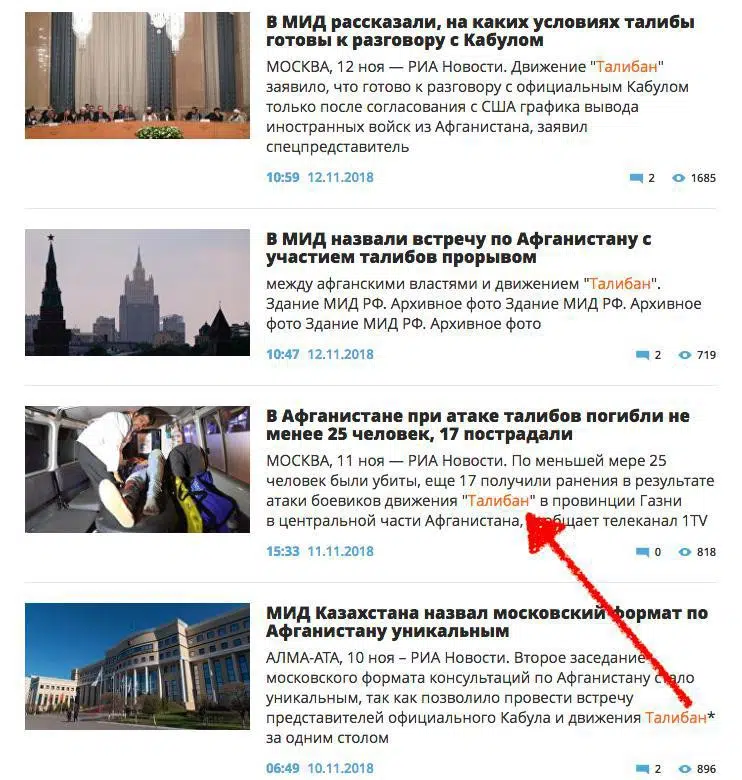 В МИД рассказали, на каких условиях талибы
готовы к разговору с Кабулом
МОСКВА, 12 ноя — РИА Новости. Движение "Талибан"
заявило, что готово к разговору с официальным Кабулом
только после согласования с США графика вывода
иностранных войск из Афганистана, заявил
спецпредставитель
10:59 12.11.2018 2 1685
В МИД назвали встречу по Афганистану с
участием талибов прорывом
между афганскими властями и движением "Талибан".
Здание МИД РФ. Архивное фото Здание МИД РФ. Архивное
фото Здание МИД РФ. Архивное фото
10:47 12.11.2018 2 719
В Афганистане при атаке талибов погибли не
менее 25 человек, 17 пострадали
МОСКВА, 11 ноя — РИА Новости. По меньшей мере 25
человек были убиты, еще 17 получили ранения в результате
атаки боевиков движения "Талибан" в провинции Газни
в центральной части Афганистана, сообщает телеканал 1TV
15:33 11.11.2018 0 818
МИД Казахстана назвал московский формат по
Афганистану уникальным
АЛМА-АТА, 10 ноя – РИА Новости. Второе заседание
московского формата консультаций по Афганистану стало
уникальным, так как позволило провести встречу
представителей официального Кабула и движения Талибан*
за одним столом
06:49 10.11.2018 2 896